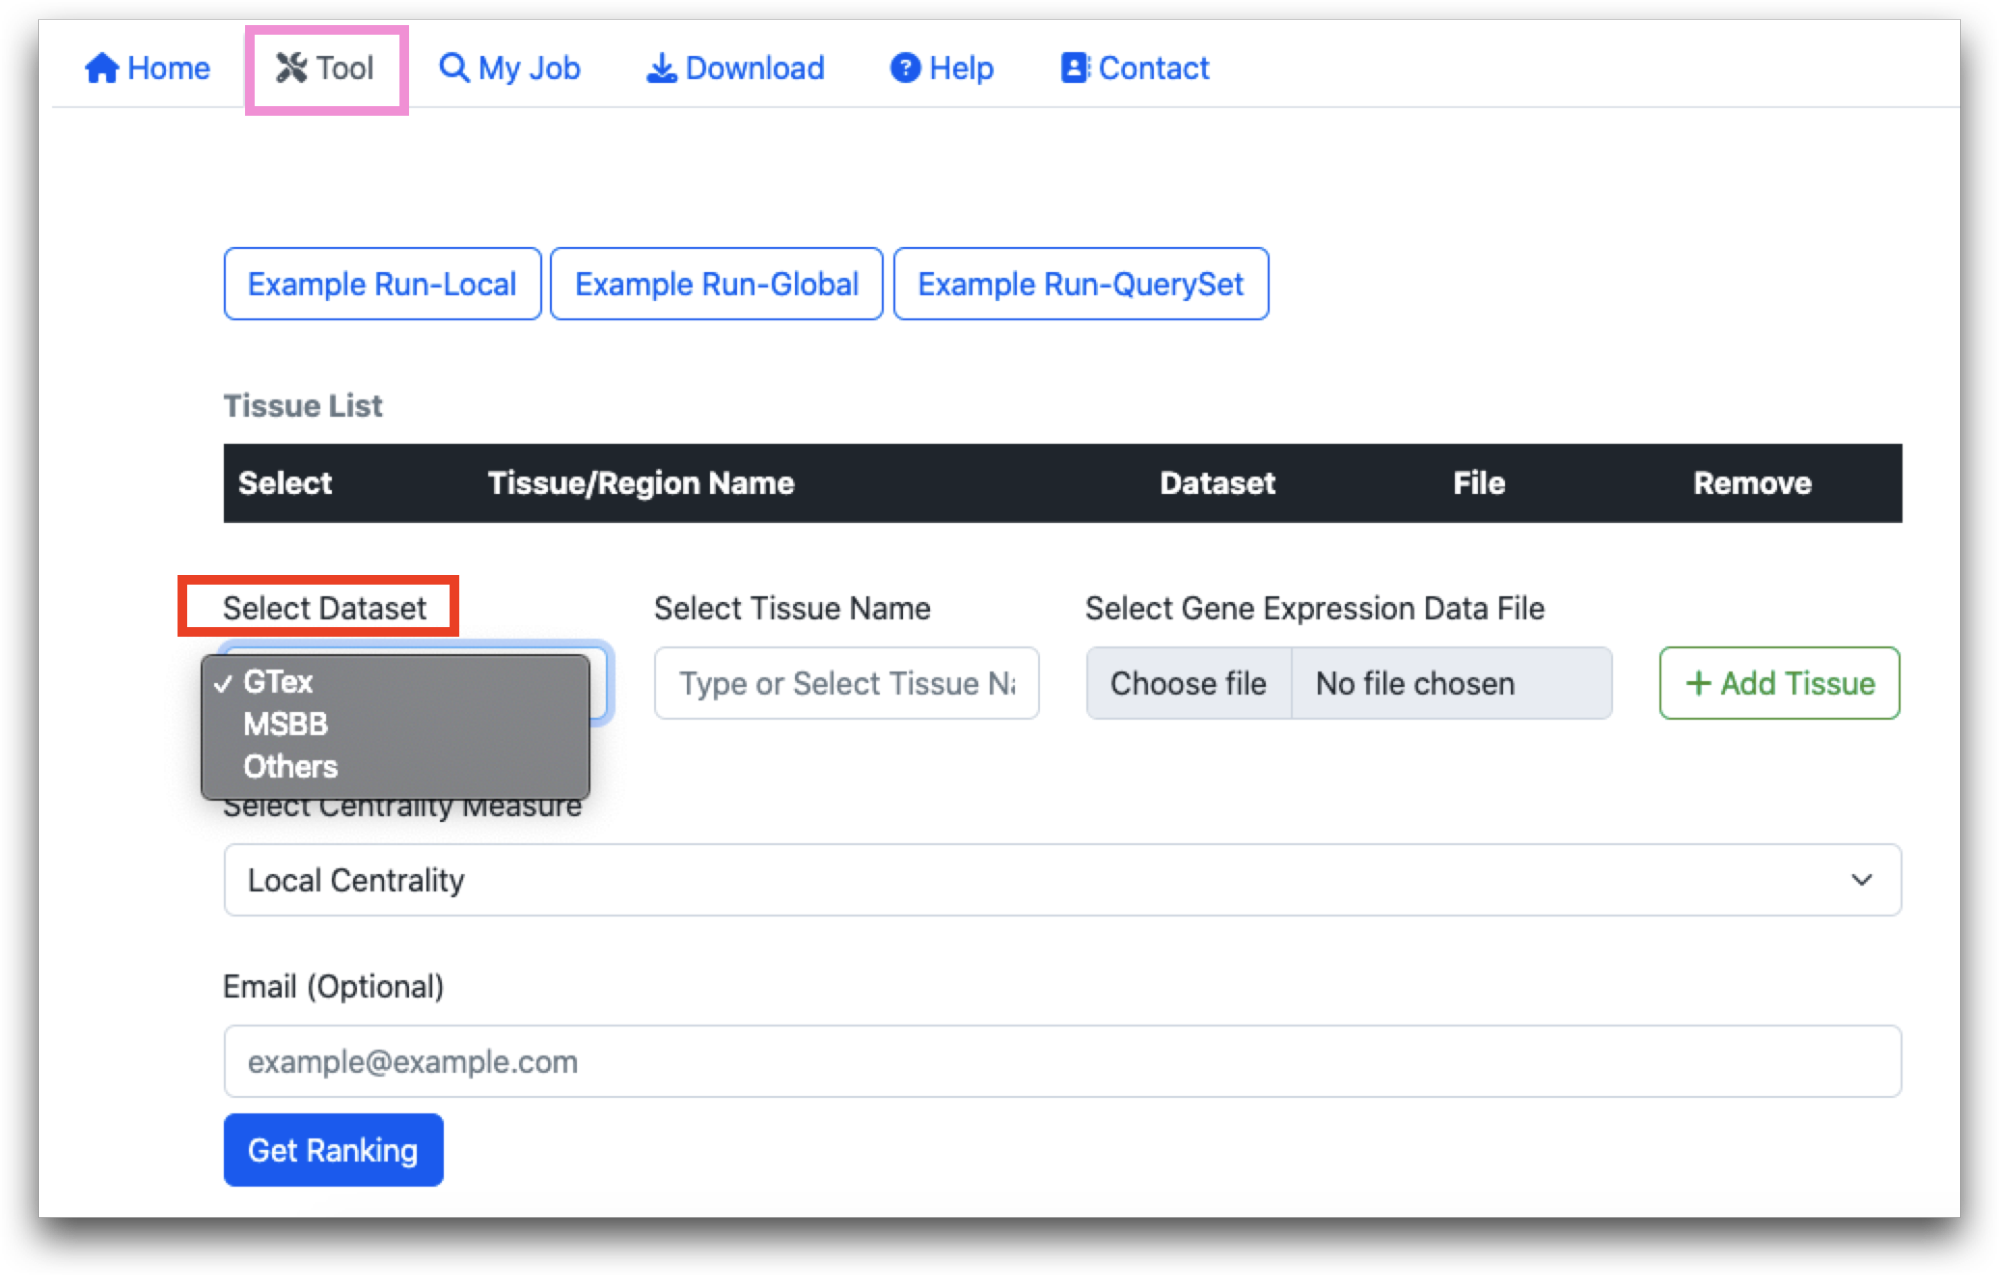 Home Tool My Job Download Help Contact
Example Run-Local Example Run-Global Example Run-QuerySet
Tissue List
Select Tissue/Region Name Dataset File Remove
Select Dataset Select Tissue Name Select Gene Expression Data File
GTex Type or Select Tissue Na Choose file No file chosen + Add Tissue
MSBB
Others
Select Centrality Measure
Local Centrality
Email (Optional)
example@example.com
Get Ranking